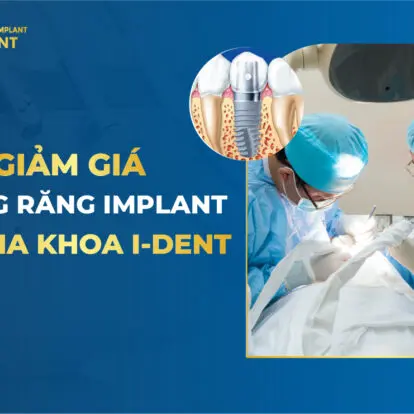 IMPLANT
NT
GIẢM GIÁ
G RĂNG IMPLANT
HA KHOA I-DENT